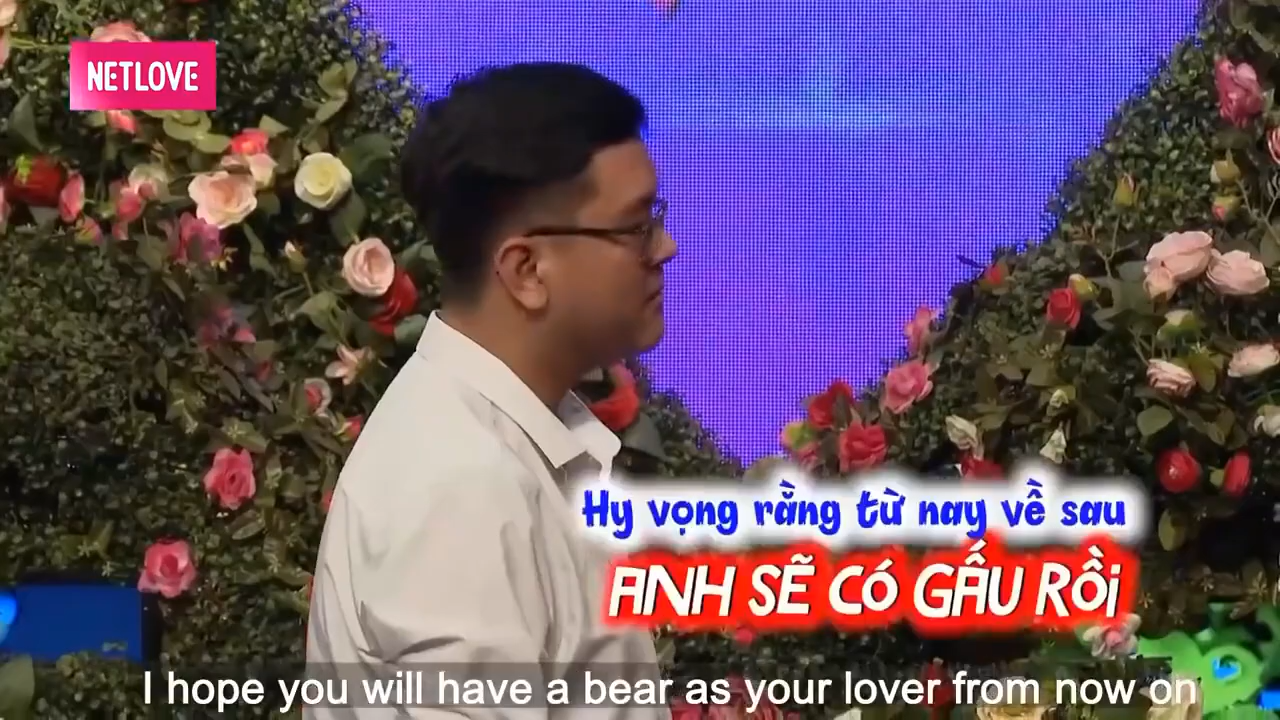 NETLOVE
Hy vọng rằng từ nay về sau
ANH SẼ CÓ GẤU RỒi
I hope you will have a bear as your lover from now on